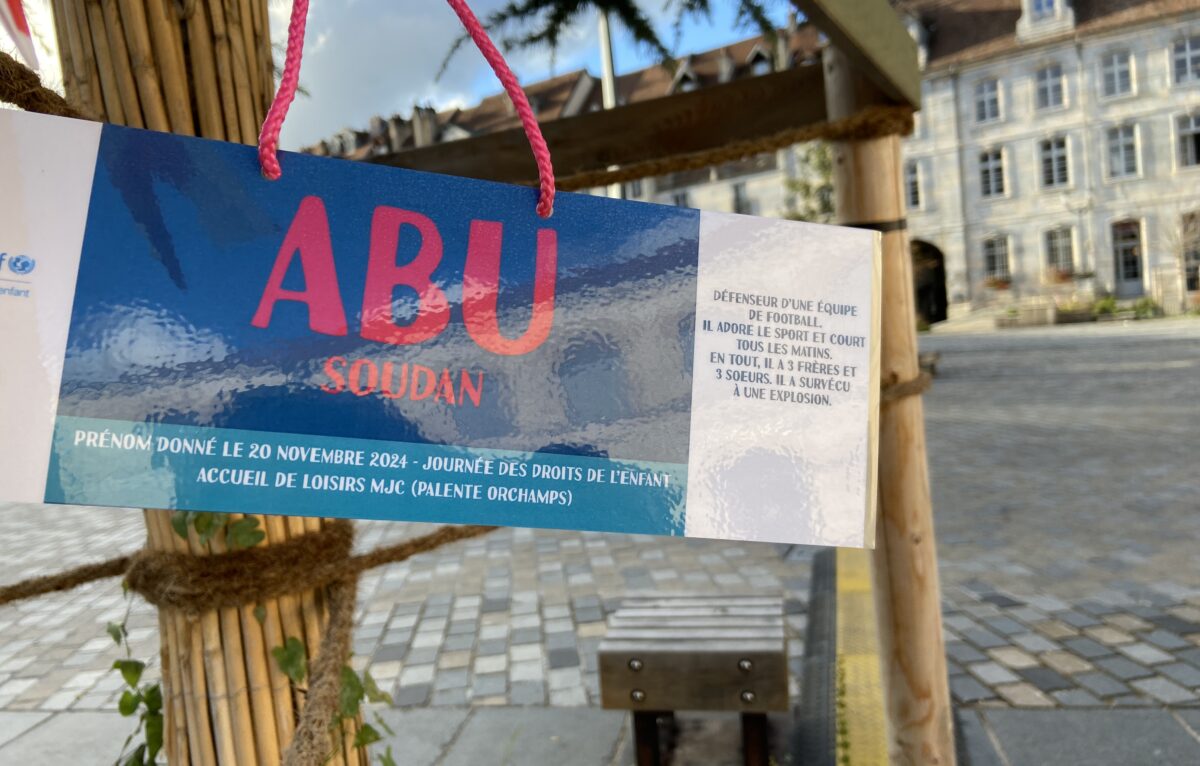 ABU
SOUDAN
PRÉNOM DONNÉ LE 20 NOVEMBRE 2024 - JOURNÉE DES DROITS DE L'ENFANT
ACCUEIL DE LOISIRS MJC (PALENTE ORCHAMPS)
DÉFENSEUR D'UNE ÉQUIPE
DE FOOTBALL.
IL ADORE LE SPORT ET COURT
TOUS LES MATINS.
EN TOUT, IL A 3 FRÈRES ET
3 SOEURS. IL A SURVÉCU
À UNE EXPLOSION.
f
enfant